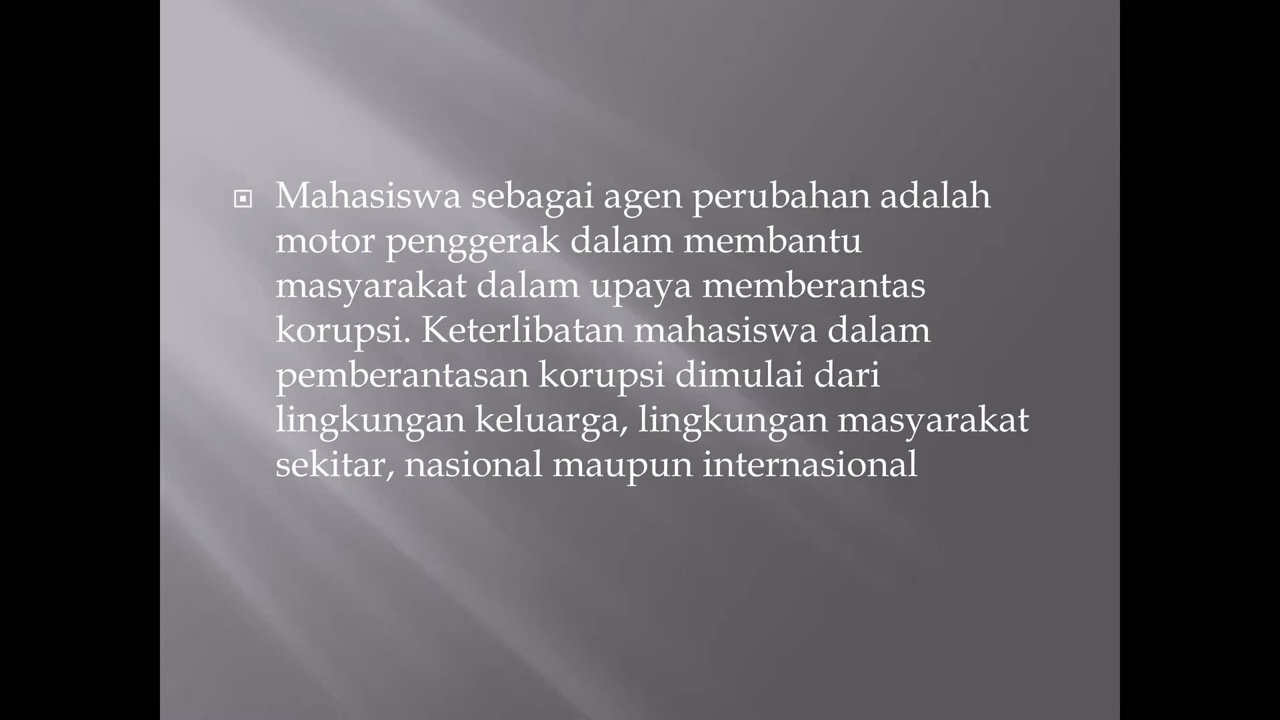 Mahasiswa sebagai agen perubahan adalah
motor penggerak dalam membantu
masyarakat dalam upaya memberantas
korupsi. Keterlibatan mahasiswa dalam
pemberantasan korupsi dimulai dari
lingkungan keluarga, lingkungan masyarakat
sekitar, nasional maupun internasional